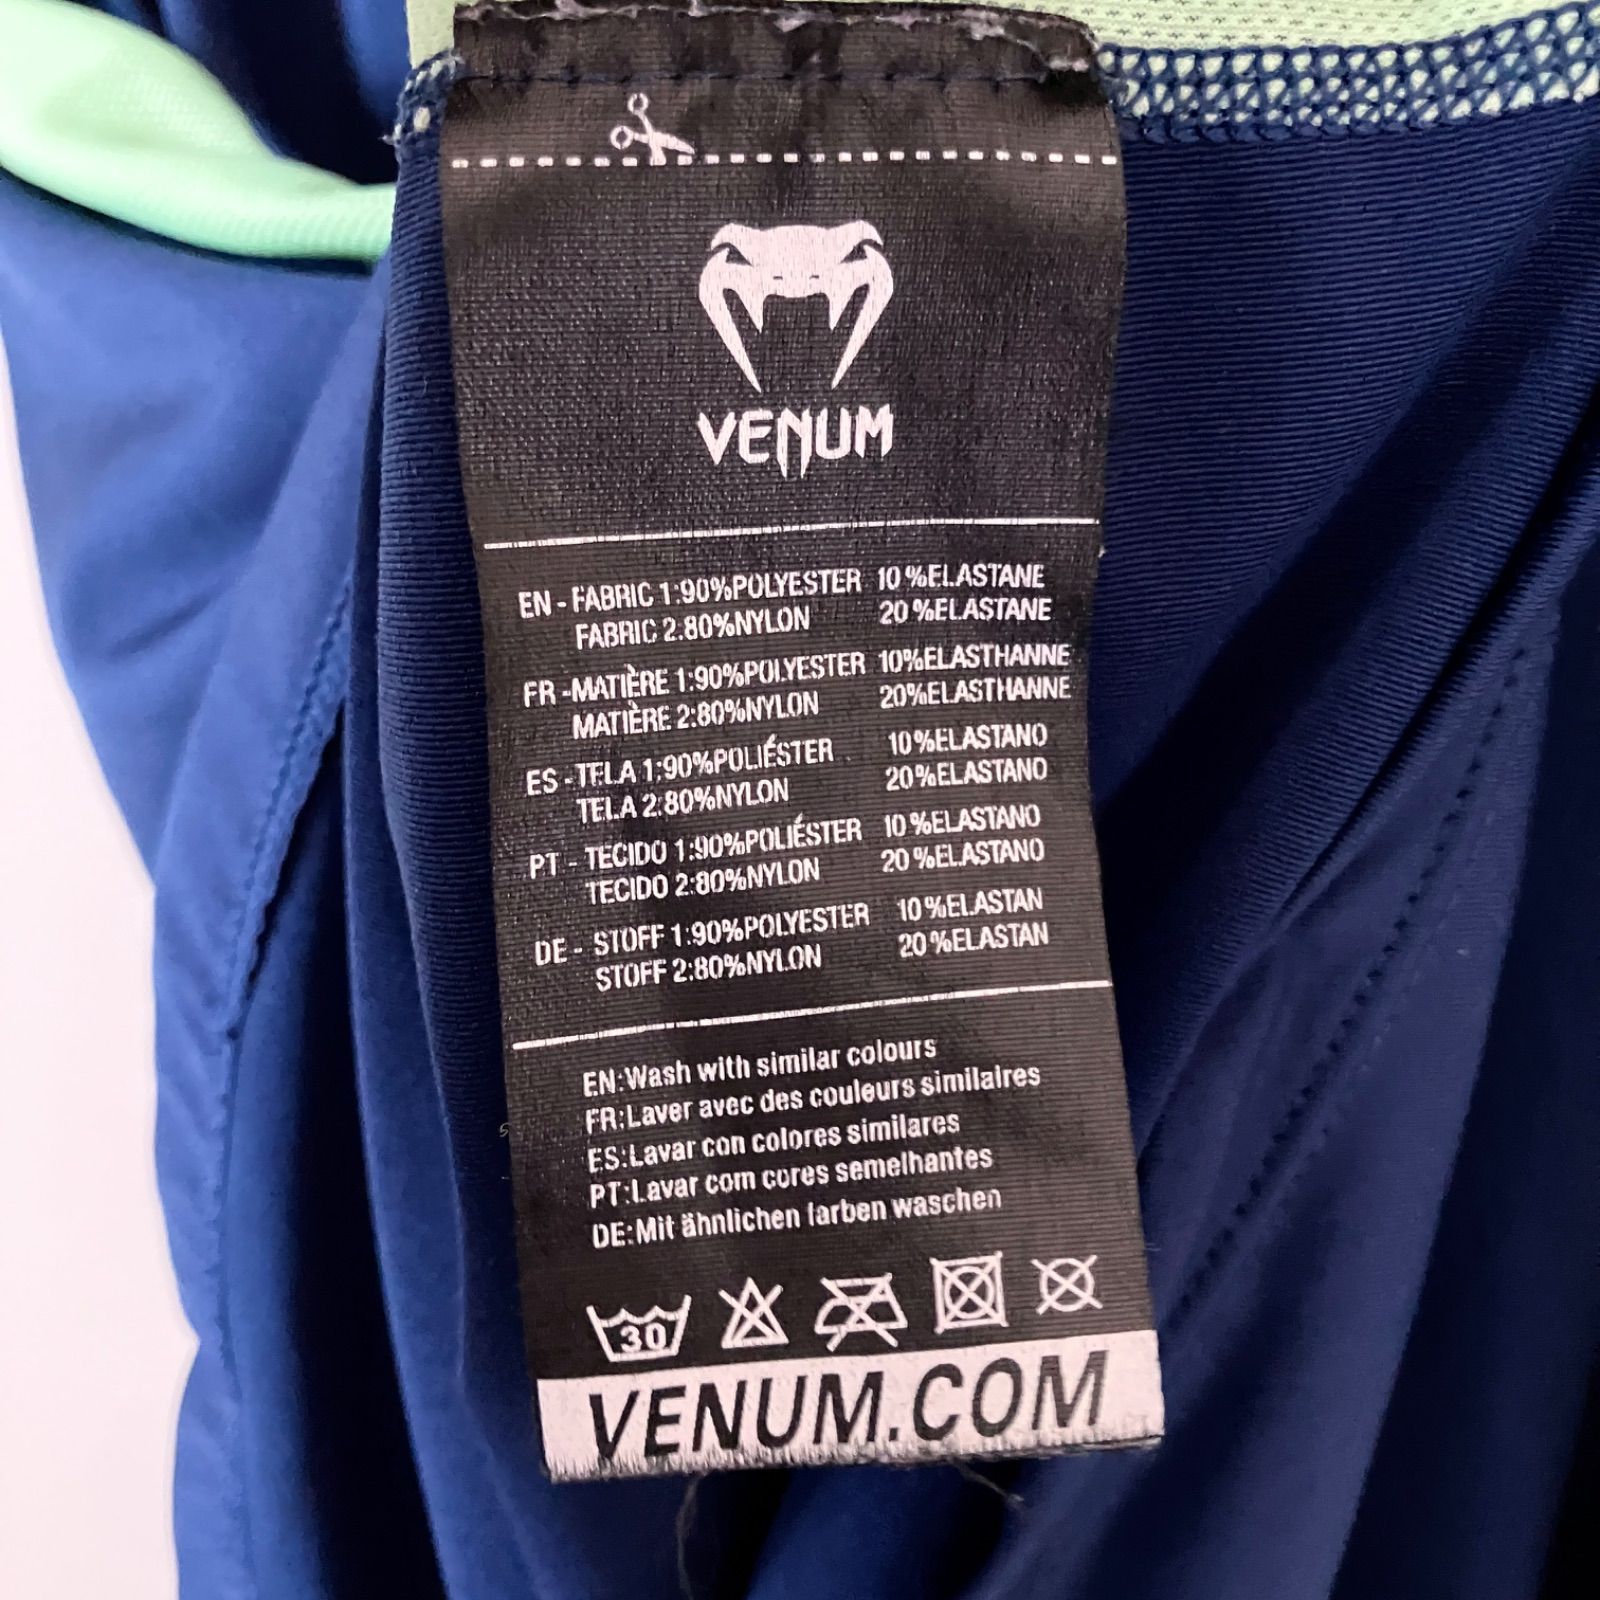 VENUM
EN - FABRIC 1:90%POLYESTER 10%ELASTANE
FABRIC 2.80%NYLON 20%ELASTANE
FR -MATIÈRE 1:90%POLYESTER 10%ELASTHANNE
MATIÈRE 2:80%NYLON 20%ELASTHANNE
ES -TELA 1:90%POLIÉSTER 10%ELASTANO
TELA 2:80%NYLON 20%ELASTANO
PT - TECIDO 1:90%POLIÉSTER 10%ELASTANO
TECIDO 2:80%NYLON 20%ELASTANO
DE - STOFF 1:90%POLYESTER 10%ELASTAN
STOFF 2:80%NYLON 20%ELASTAN
EN:Wash with similar colours
FR:Laver avec des couleurs similaires
ES:Lavar con colores similares
PT:Lavar com cores semelhantes
DE:Mit ähnlichen farben waschen
30
VENUM.COM